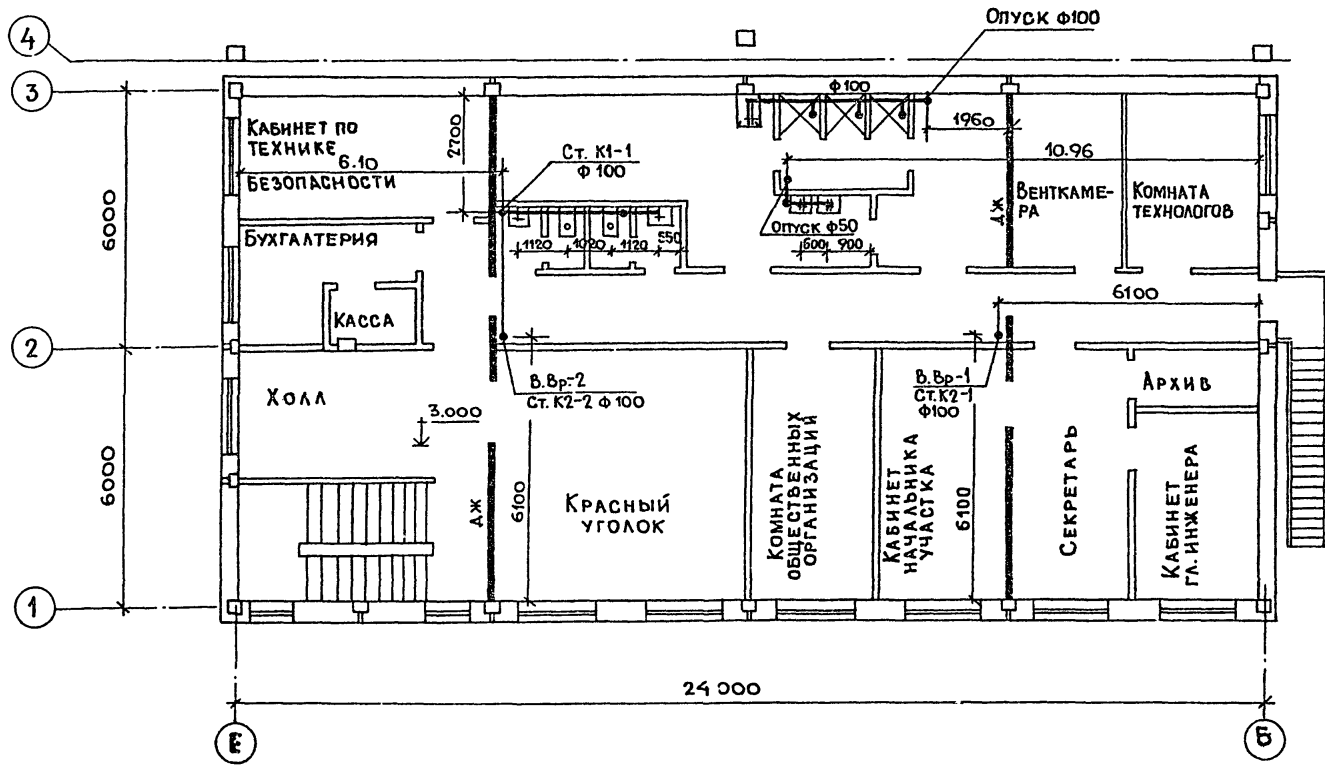 Опуск ф100
4
3
ф100
Кабинет по
технике
6.10
безопасности
2700
Ст. К1-1
ф 100
1960
10.96
Венткаме-
ра
Комната
технологов
дж
Бухгалтерия
Опуск ф50
1120
1020
1120
550
600
900
6000
Касса
6100
2
Холл
3.000
В.Вр.-2
Ст. К2-2 ф 100
В.Вр-1
Ст.К2-1
ф100
Архив
6000
дж
6100
Красный
уголок
Комната
общественных
организаций
Кабинет
начальника
участка
6100
Секретарь
Кабинет
гл. инженера
1
24 000
Е
Б